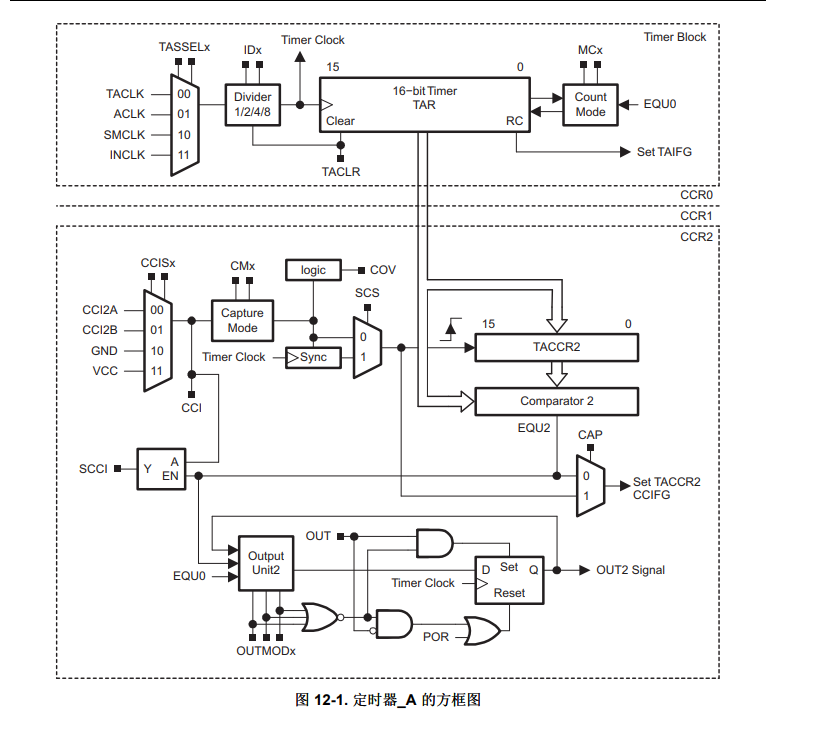 Timer Block
TASSELx
IDx
Timer Clock
MCx
15
0
TACLK
ACLK
SMCLK
INCLK
00
01
10
11
Divider
1/2/4/8
16−bit Timer
TAR
Clear
RC
Count
Mode
EQU0
Set TAIFG
TACLR
CCR0
CCR1
CCR2
CCISx
CMx
logic
COV
SCS
CCI2A
CCI2B
GND
VCC
00
01
10
11
Capture
Mode
Timer Clock
Sync
0
1
15
0
TACCR2
CCI
Comparator 2
EQU2
CAP
SCCI
Y
A
EN
0
1
Set TACCR2
CCIFG
OUT
Output
Unit2
EQU0
Timer Clock
D
Set
Q
Reset
OUT2 Signal
POR
OUTMODx
图 12-1. 定时器_A 的方框图